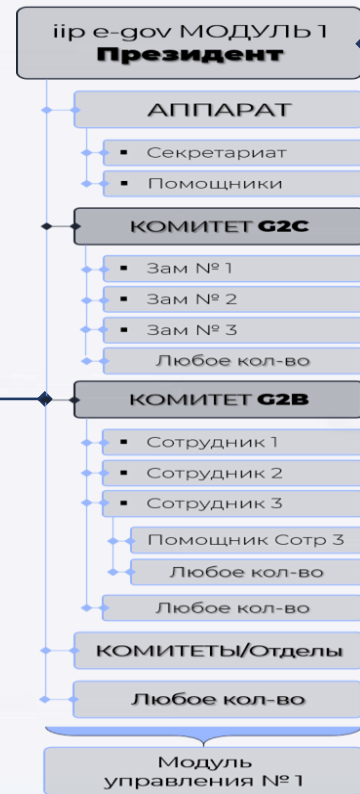 iip e-gov МОДУЛЬ 1
Президент
АППАРАТ
▪ Секретариат
▪ Помощники
КОМИТЕТ G2C
▪ Зам № 1
▪ Зам № 2
▪ Зам № 3
Любое кол-во
КОМИТЕТ G2B
▪ Сотрудник 1
▪ Сотрудник 2
▪ Сотрудник 3
Помощник Сотр 3
Любое кол-во
Любое кол-во
КОМИТЕТЫ/Отделы
Любое кол-во
Модуль
управления № 1